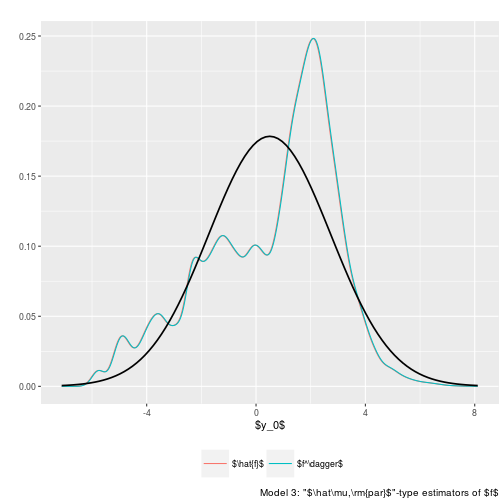 0.25
0.20
0.15
0.10
0.05
0.00
-4
0
4
8
$y_0$
$\hat{f}$
$f^\dagger$
Model 3: "$\hat\mu,\rm{par}$"-type estimators of $f$